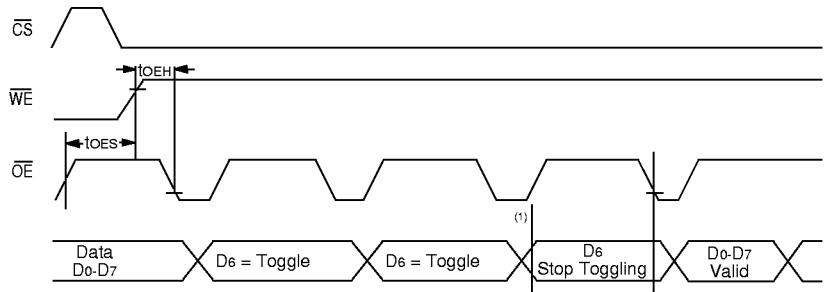 CS
tOEH
WE
tOES
OE
(1)
Data
D0-D7
D6 = Toggle
D6 = Toggle
D6
Stop Toggling
D0-D7
Valid